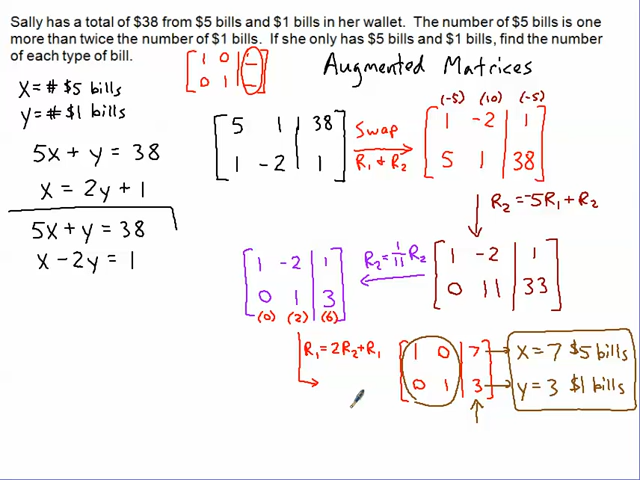 Sally has a total of $38 from $5 bills and $1 bills in her wallet. The number of $5 bills is one
more than twice the number of $1 bills. If she only has $5 bills and $1 bills, find the number
of each type of bill.
Augmented Matrices
[1 0 | –]
[0 1 | –]
X = # $5 bills
Y = # $1 bills
5x + y = 38
x = 2y + 1
5x + y = 38
x - 2y = 1
[5 1 | 38]
[1 -2 | 1]
Swap
R₁ & R₂
(-5) (10) (-5)
[1 -2 | 1]
[5 1 | 38]
R₂ = -5R₁ + R₂
[1 -2 | 1]
[0 11 | 33]
R₂ = 1/11 R₂
[1 -2 | 1]
[0 1 | 3]
(0) (2) (6)
R₁ = 2R₂ + R₁
[1 0 | 7]
[0 1 | 3]
x = 7 $5 bills
y = 3 $1 bills